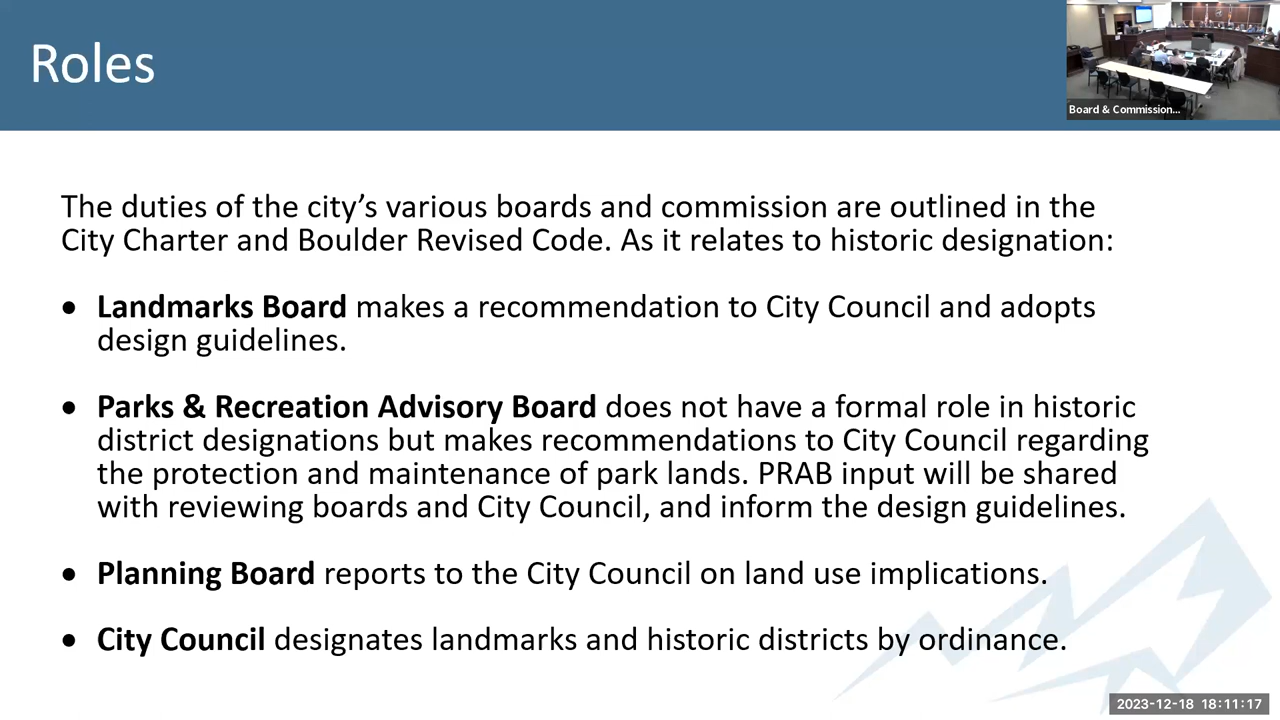 Roles
Board & Commission...
The duties of the city’s various boards and commission are outlined in the
City Charter and Boulder Revised Code. As it relates to historic designation:
• Landmarks Board makes a recommendation to City Council and adopts
design guidelines.
• Parks & Recreation Advisory Board does not have a formal role in historic
district designations but makes recommendations to City Council regarding
the protection and maintenance of park lands. PRAB input will be shared
with reviewing boards and City Council, and inform the design guidelines.
• Planning Board reports to the City Council on land use implications.
• City Council designates landmarks and historic districts by ordinance.
2023-12-18 18:11:17